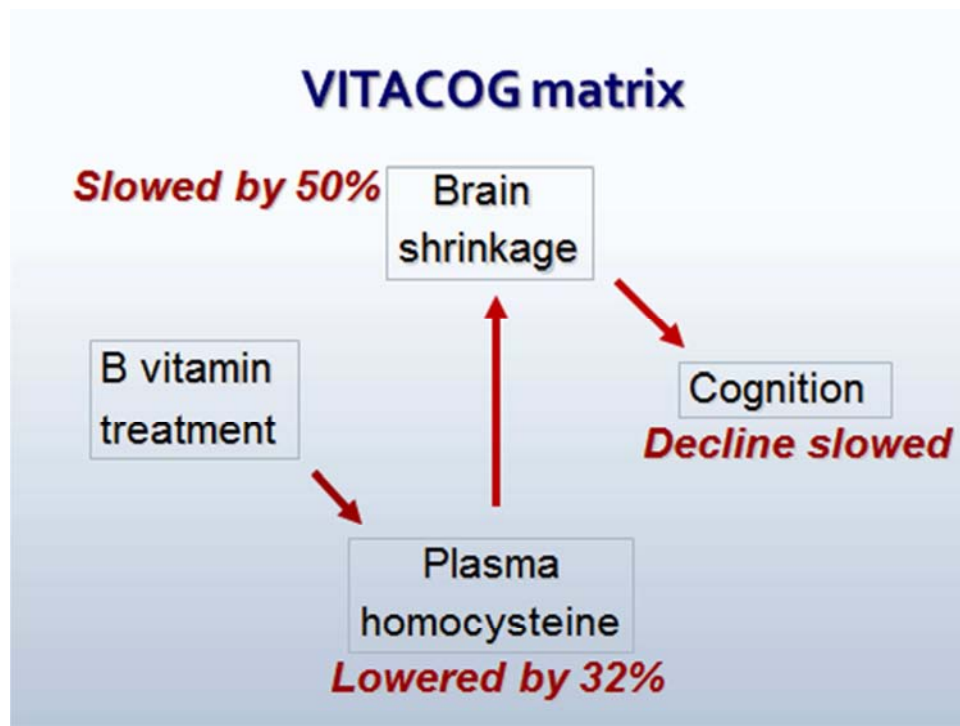 VITACOG matrix
Slowed by 50%
Brain
shrinkage
B vitamin
treatment
Cognition
Decline slowed
Plasma
homocysteine
Lowered by 32%